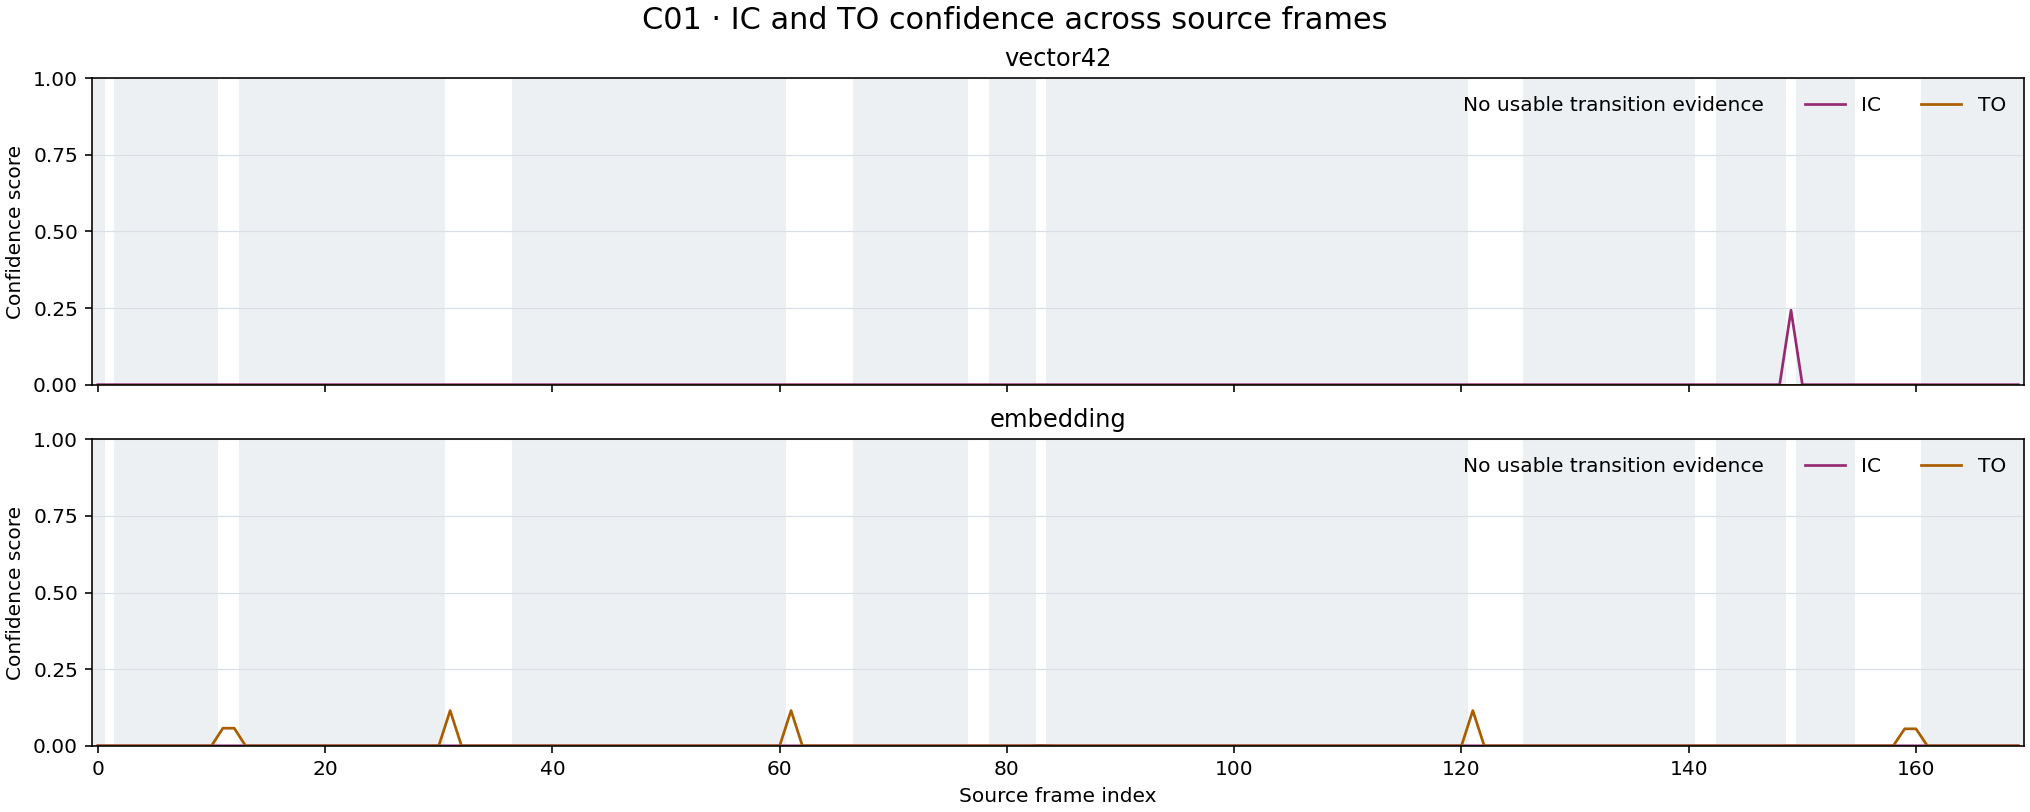 C01 · IC and TO confidence across source frames
vector42
1.00
0.75
0.50
0.25
0.00
Confidence score
No usable transition evidence IC TO
embedding
1.00
0.75
0.50
0.25
0.00
Confidence score
No usable transition evidence IC TO
0 20 40 60 80 100 120 140 160
Source frame index